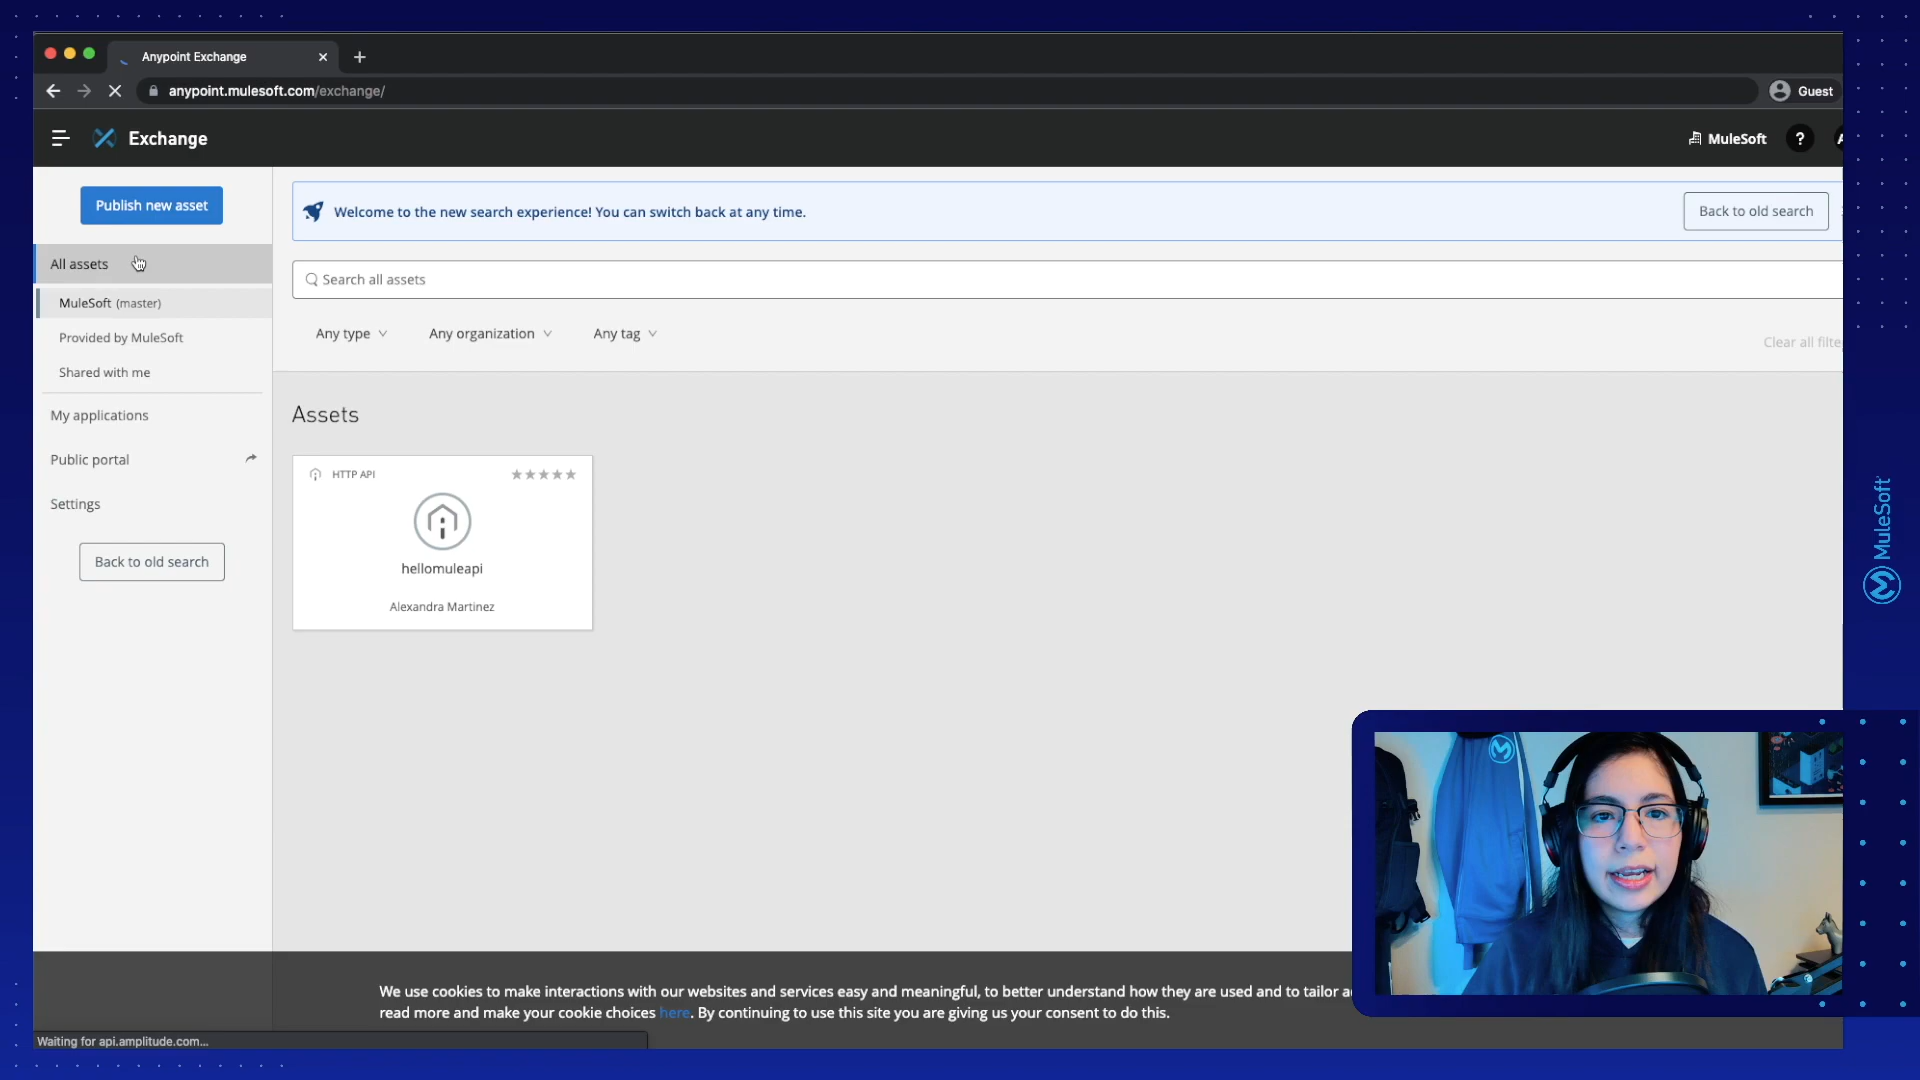 Anypoint Exchange
anypoint.mulesoft.com/exchange/
Guest
Exchange
MuleSoft
?
Publish new asset
Welcome to the new search experience! You can switch back at any time.
Back to old search
All assets
Search all assets
MuleSoft (master)
Any type
Any organization
Any tag
Provided by MuleSoft
Clear all filte
Shared with me
My applications
Assets
Public portal
HTTP API
Settings
hellomuleapi
Back to old search
Alexandra Martinez
MuleSoft
We use cookies to make interactions with our websites and services easy and meaningful, to better understand how they are used and to tailor a
read more and make your cookie choices here. By continuing to use this site you are giving us your consent to do this.
Waiting for api.amplitude.com...